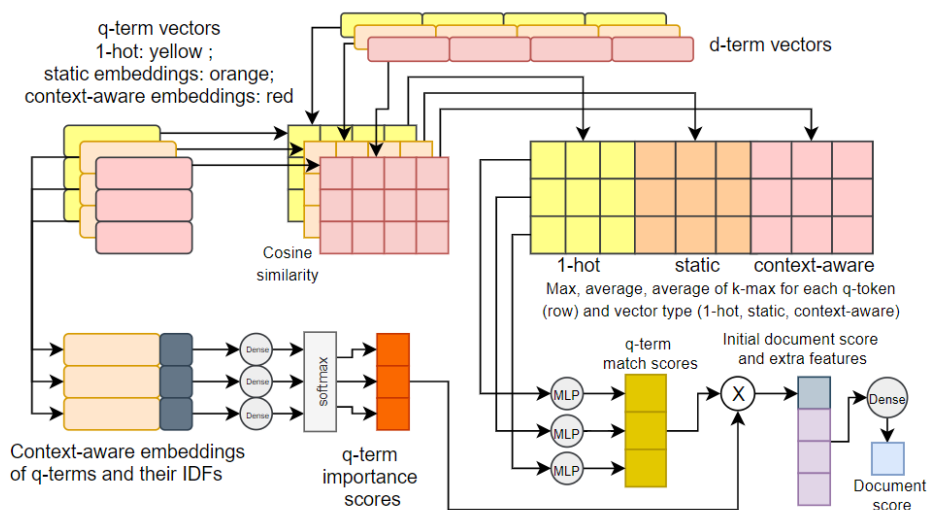 q-term vectors
1-hot: yellow ;
static embeddings: orange;
context-aware embeddings: red
d-term vectors
Cosine
similarity
1-hot
static
context-aware
Max, average, average of k-max for each q-token
(row) and vector type (1-hot, static, context-aware)
Dense
Dense
Dense
softmax
Context-aware embeddings
of q-terms and their IDFs
q-term
importance
scores
q-term
match scores
MLP
MLP
MLP
X
Initial document score
and extra features
Dense
Document
score